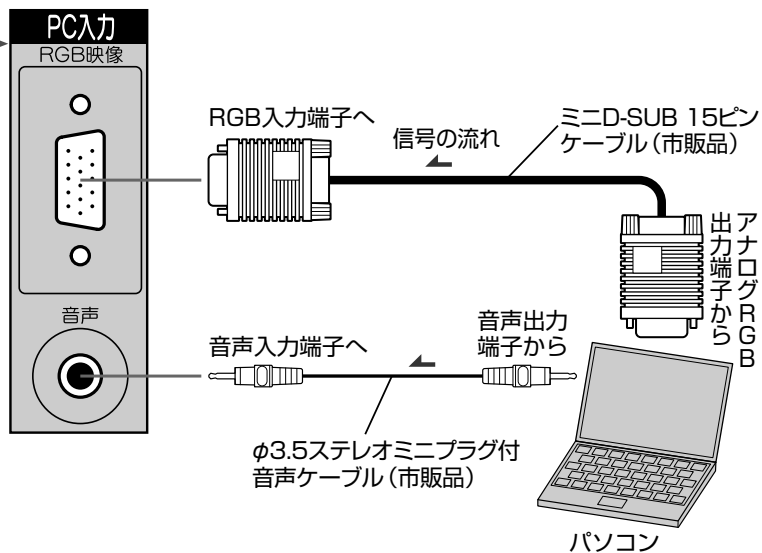 PC入力
RGB映像
RGB入力端子へ
信号の流れ
ミニD-SUB 15ピン
ケーブル（市販品）
アナログRGB
出力端子から
音声
音声入力端子へ
音声出力
端子から
φ3.5ステレオミニプラグ付
音声ケーブル（市販品）
パソコン